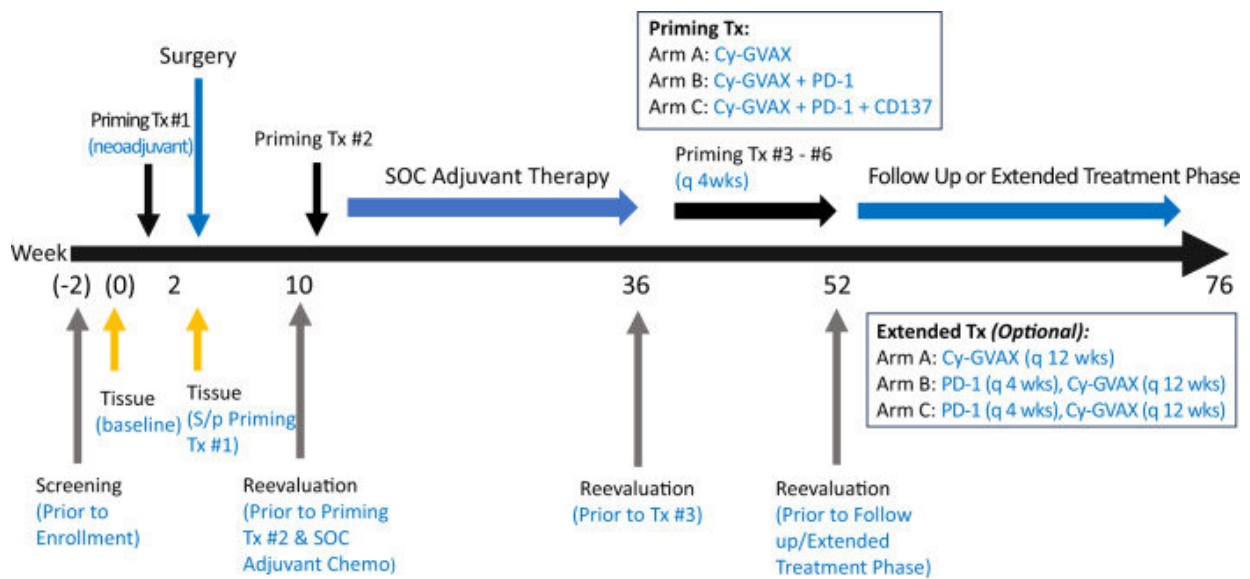 Priming Tx:
Arm A: Cy-GVAX
Arm B: Cy-GVAX + PD-1
Arm C: Cy-GVAX + PD-1 + CD137
Surgery
Priming Tx #1
(neoadjuvant)
Priming Tx #2
SOC Adjuvant Therapy
Priming Tx #3 - #6
(q 4wks)
Follow Up or Extended Treatment Phase
Week
(-2) (0) 2 10 36 52 76
Tissue
(baseline)
Tissue
(S/p Priming
Tx #1)
Extended Tx (Optional):
Arm A: Cy-GVAX (q 12 wks)
Arm B: PD-1 (q 4 wks), Cy-GVAX (q 12 wks)
Arm C: PD-1 (q 4 wks), Cy-GVAX (q 12 wks)
Screening
(Prior to
Enrollment)
Reevaluation
(Prior to Priming
Tx #2 & SOC
Adjuvant Chemo)
Reevaluation
(Prior to Tx #3)
Reevaluation
(Prior to Follow
up/Extended
Treatment Phase)